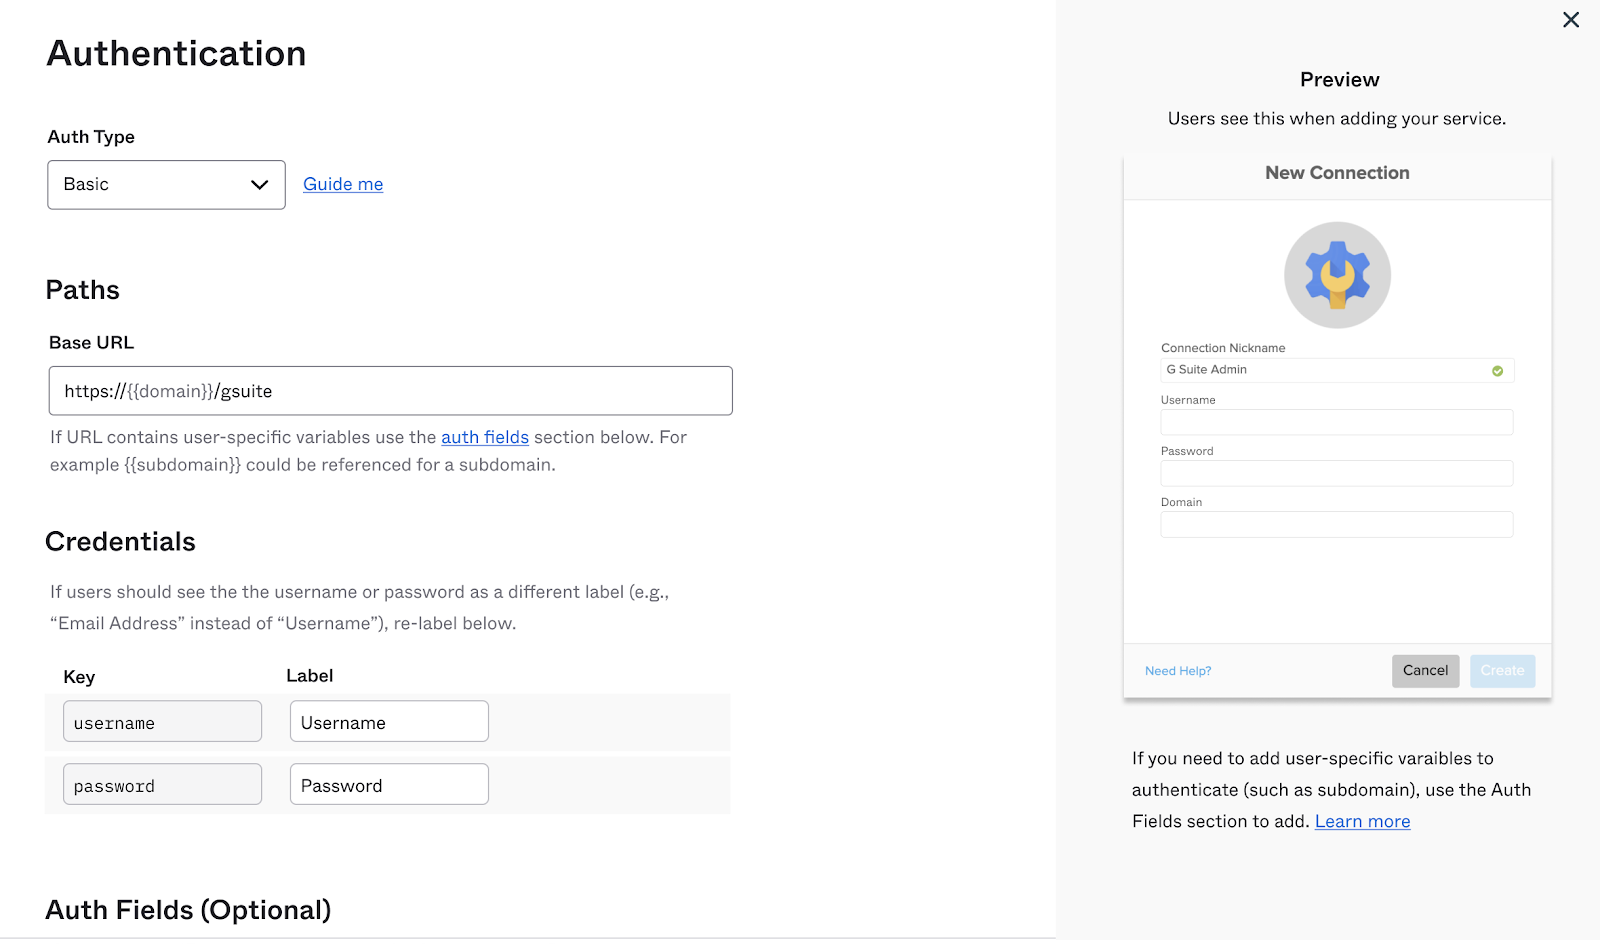 Authentication
Auth Type
Basic
Guide me
Paths
Base URL
https://{{domain}}/gsuite
If URL contains user-specific variables use the auth fields section below. For
example {{subdomain}} could be referenced for a subdomain.
Credentials
If users should see the the username or password as a different label (e.g.,
“Email Address” instead of “Username”), re-label below.
Key Label
username Username
password Password
Auth Fields (Optional)
Preview
Users see this when adding your service.
New Connection
Connection Nickname
G Suite Admin
Username
Password
Domain
Need Help?
Cancel
Create
If you need to add user-specific varaibles to
authenticate (such as subdomain), use the Auth
Fields section to add. Learn more